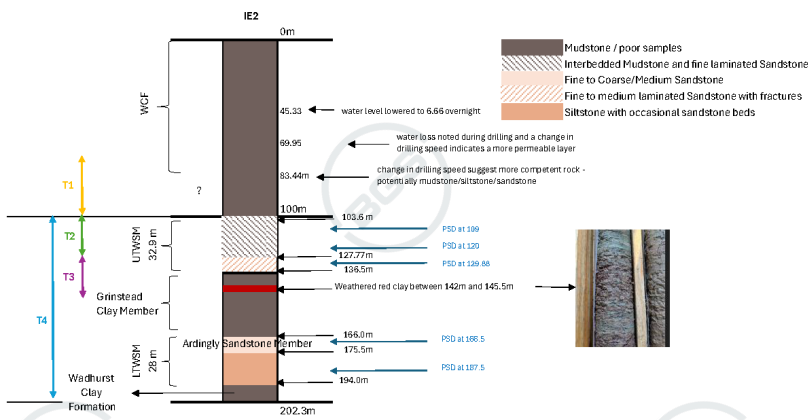 IE2
0m
Mudstone / poor samples
Interbedded Mudstone and fine laminated Sandstone
Fine to Coarse/Medium Sandstone
Fine to medium laminated Sandstone with fractures
Siltstone with occasional sandstone beds
WCF
45.33
water level lowered to 6.66 overnight
69.95
water loss noted during drilling and a change in
drilling speed indicates a more permeable layer
83.44m
change in drilling speed suggest more competent rock -
potentially mudstone/siltstone/sandstone
?
T1
100m
103.6 m
T2
UTWSM
32.9 m
PSD at 109
PSD at 120
127.77m
PSD at 129.88
136.5m
T3
Weathered red clay between 142m and 145.5m
Grinstead
Clay Member
T4
166.0m
Ardingly Sandstone Member
PSD at 166.5
175.5m
LTWSM
28 m
PSD at 187.5
194.0m
Wadhurst
Clay
Formation
202.3m
BGS